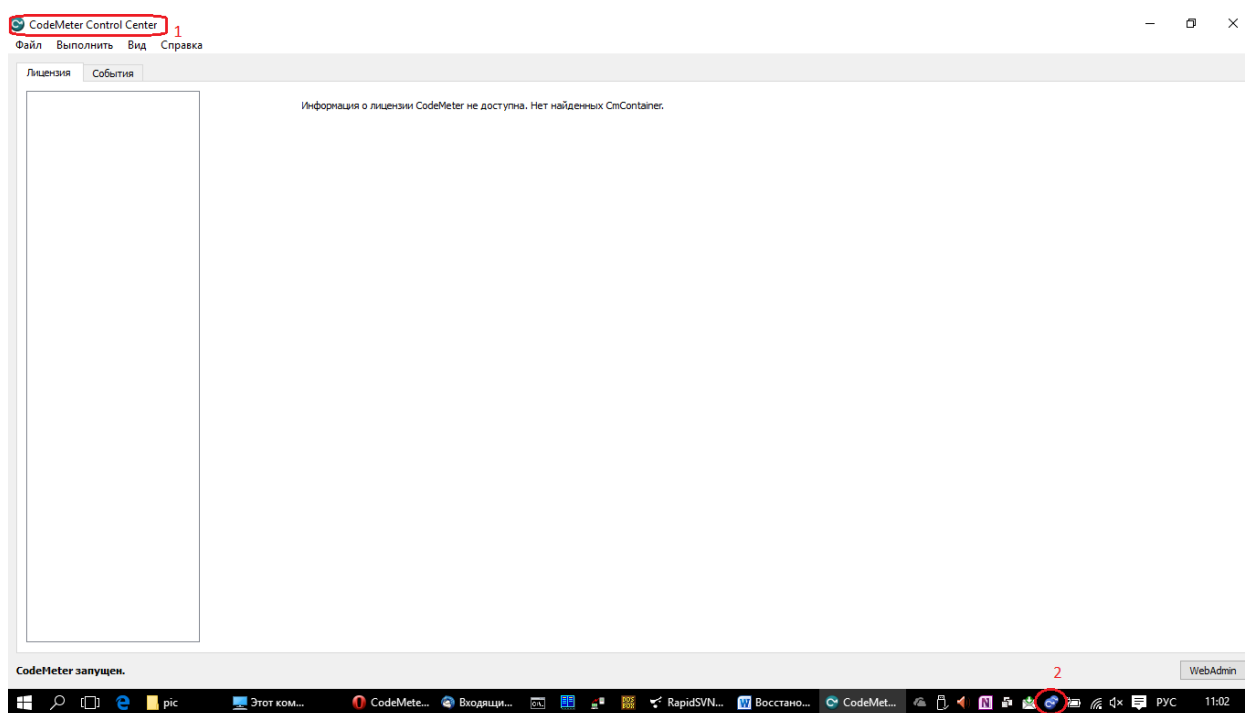 CodeMeter Control Center
1
Файл Выполнить Вид Справка
Лицензия События
Информация о лицензии CodeMeter не доступна. Нет найденных CmContainer.
CodeMeter запущен.
2
WebAdmin
pic Этот ком... CodeMete... Входящи... RapidSVN... Восстано... CodeMet... РУС 11:02